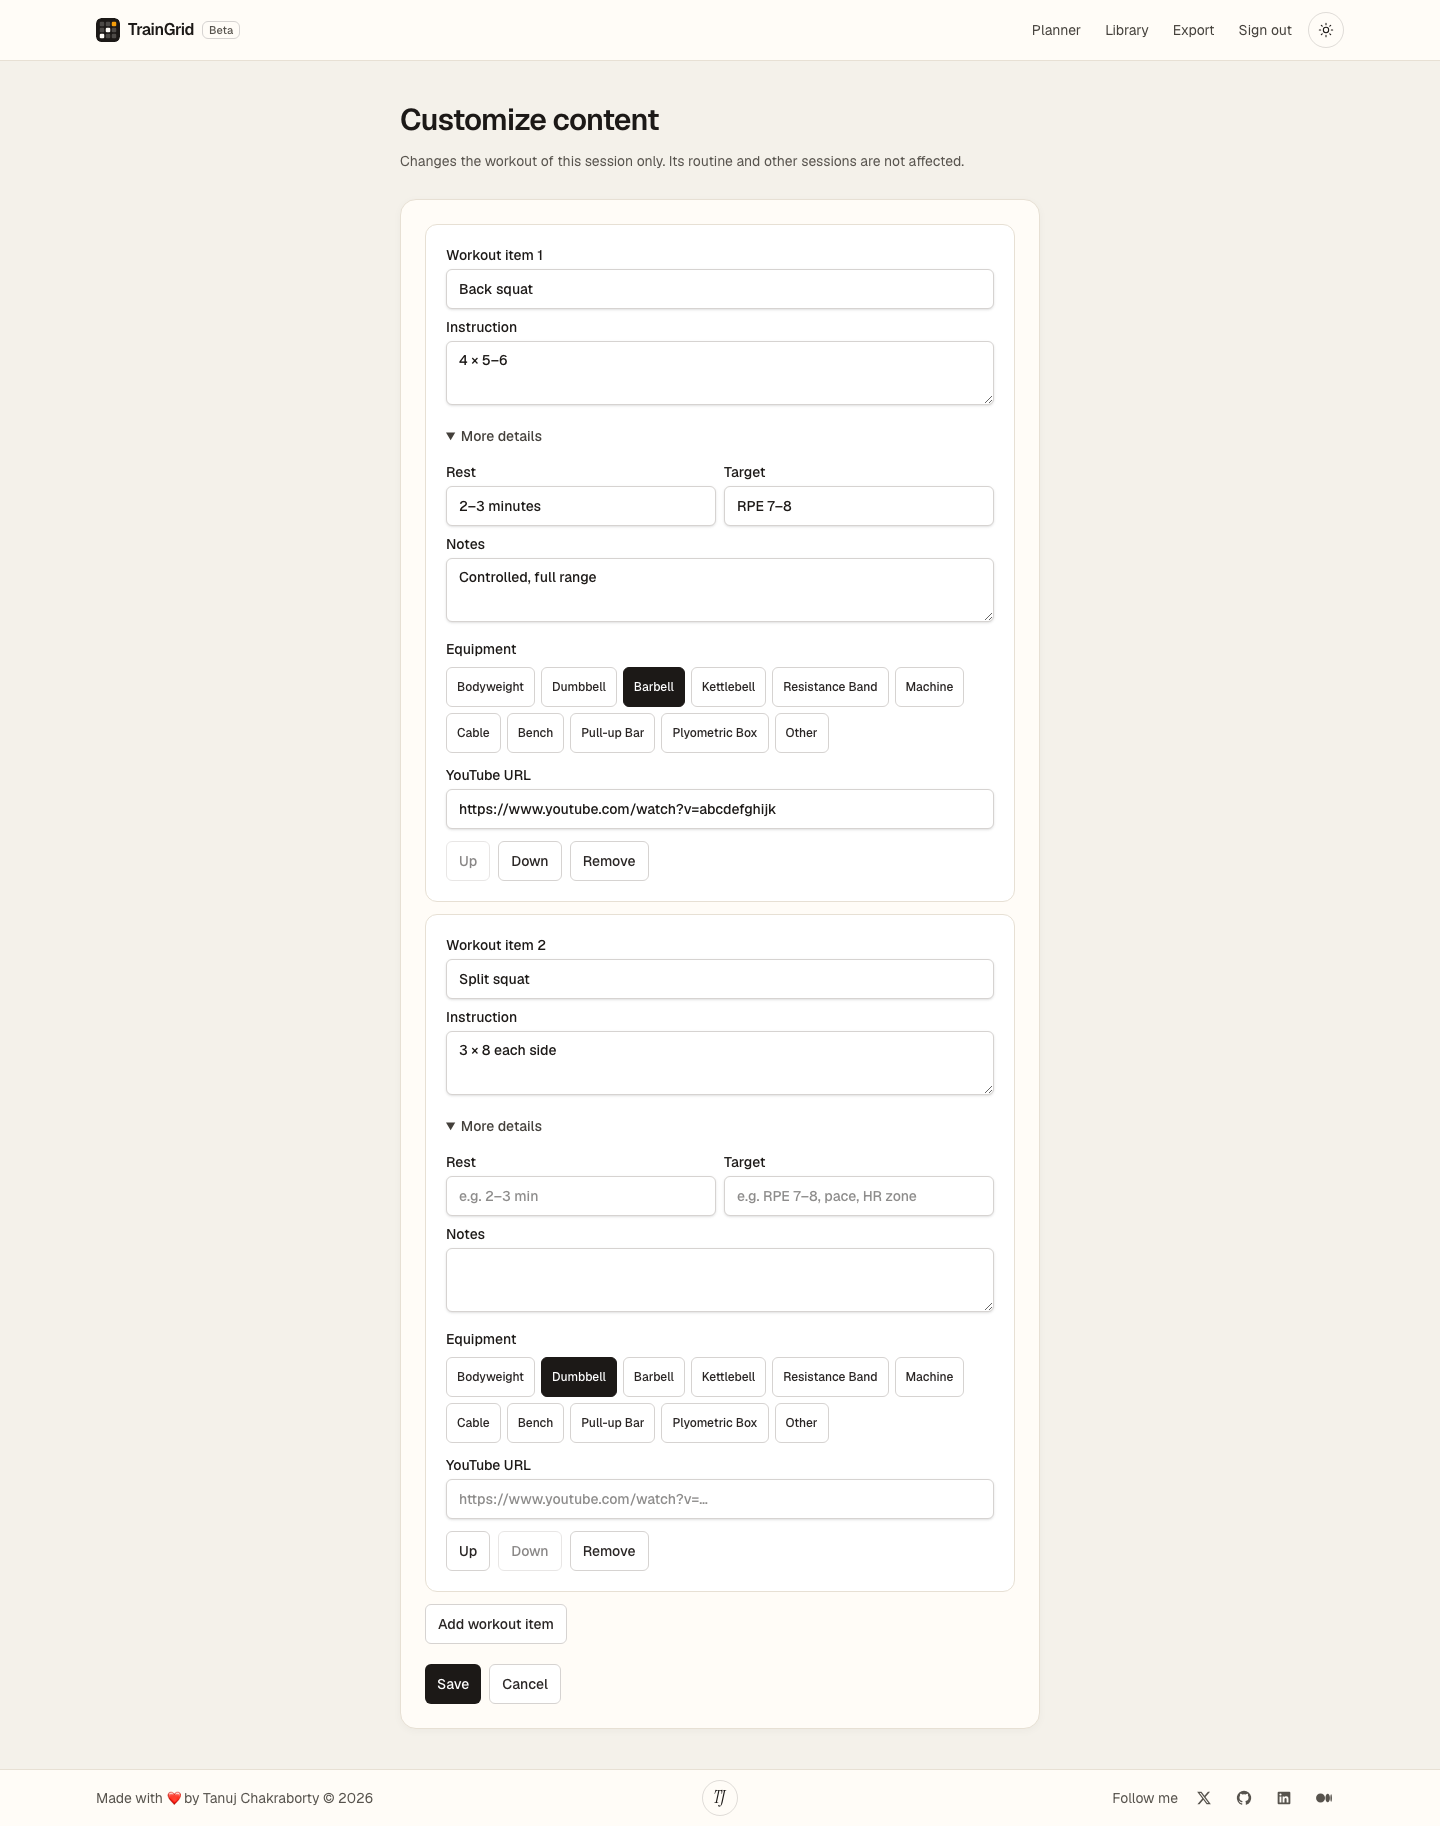 TrainGrid Beta Planner Library Export Sign out
Customize content
Changes the workout of this session only. Its routine and other sessions are not affected.
Workout item 1
Back squat
Instruction
4 × 5–6
▼ More details
Rest Target
2–3 minutes RPE 7–8
Notes
Controlled, full range
Equipment
Bodyweight Dumbbell Barbell Kettlebell Resistance Band Machine
Cable Bench Pull-up Bar Plyometric Box Other
YouTube URL
https://www.youtube.com/watch?v=abcdefghijk
Up Down Remove
Workout item 2
Split squat
Instruction
3 × 8 each side
▼ More details
Rest Target
e.g. 2–3 min e.g. RPE 7–8, pace, HR zone
Notes
Equipment
Bodyweight Dumbbell Barbell Kettlebell Resistance Band Machine
Cable Bench Pull-up Bar Plyometric Box Other
YouTube URL
https://www.youtube.com/watch?v=...
Up Down Remove
Add workout item
Save Cancel
Made with ❤️ by Tanuj Chakraborty © 2026 TJ Follow me